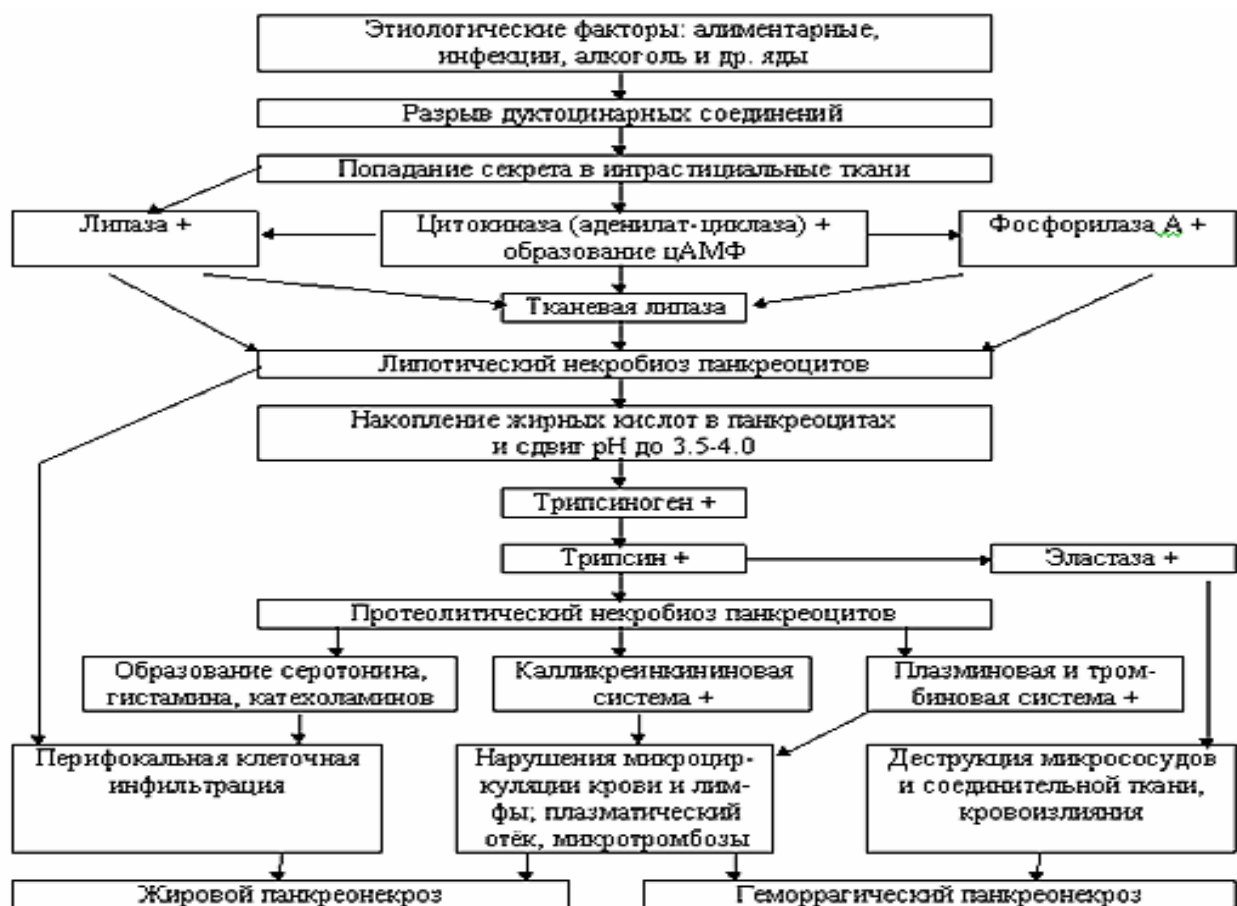 Этиологические факторы: алиментарные,
инфекции, алкоголь и др. яды
Разрыв дуктоцинарных соединений
Попадание секрета в интрастициальные ткани
Липаза +
Цитокиназа (аденилат-циклаза) +
образование цАМФ
Фосфорилаза А +
Тканевая липаза
Липотический некробиоз панкреоцитов
Накопление жирных кислот в панкреоцитах
и сдвиг pH до 3.5-4.0
Трипсиноген +
Трипсин +
Эластаза +
Протеолитический некробиоз панкреоцитов
Образование серотонина,
гистамина, катехоламинов
Калликреинкининовая
система +
Плазминовая и тром-
биновая система +
Перифокальная клеточная
инфильтрация
Нарушения микроцир-
куляции крови и лим-
фы; плазматический
отёк, микротромбозы
Деструкция микрососудов
и соединительной ткани,
кровоизлияния
Жировой панкреонекроз
Геморрагический панкреонекроз